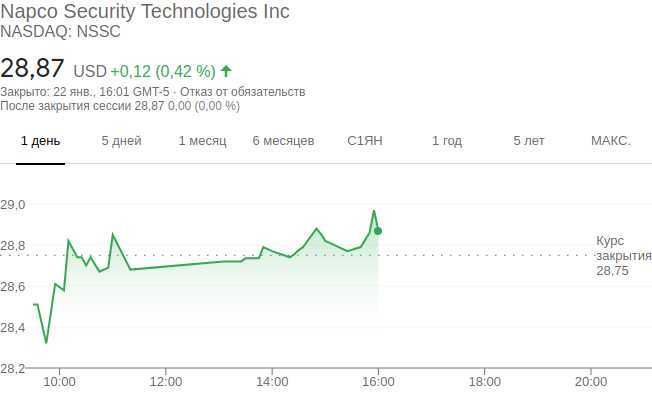 Napco Security Technologies Inc
NASDAQ: NSSC
28,87 USD +0,12 (0,42 %)
Закрыто: 22 янв., 16:01 GMT-5 · Отказ от обязательств
После закрытия сессии 28,87 0,00 (0,00 %)
1 день 5 дней 1 месяц 6 месяцев С1ЯН 1 год 5 лет МАКС.
29,0
28,8
28,6
28,4
28,2
Курс
закрытия
28,75
10:00 12:00 14:00 16:00 18:00 20:00